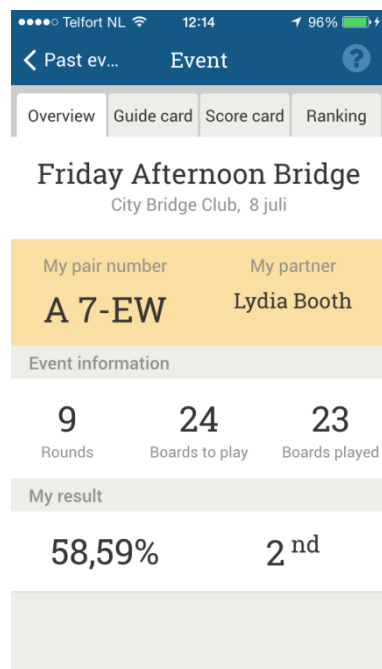 Telfort NL 12:14 96%
Past ev... Event ?
Overview Guide card Score card Ranking
Friday Afternoon Bridge
City Bridge Club, 8 juli
My pair number My partner
A 7-EW Lydia Booth
Event information
9 24 23
Rounds Boards to play Boards played
My result
58,59% 2 nd